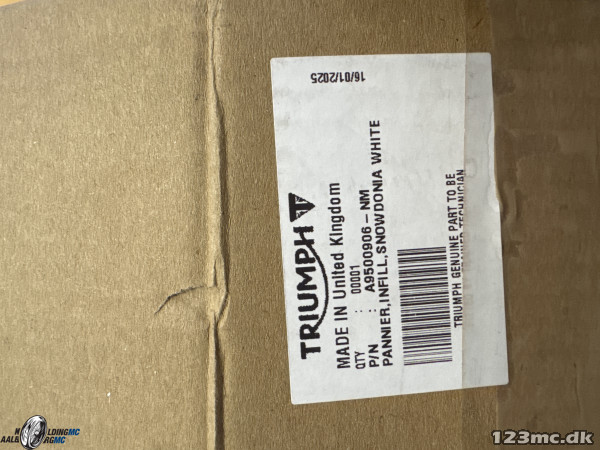 16/01/2025
TRIUMPH
MADE IN United Kingdom
QTY : 00001
P/N : A9500906-NM
PANNIER,INFILL,SNOWDONIA WHITE
TRIUMPH GENUINE PART TO BE
TECHNICIAN
123mc.dk